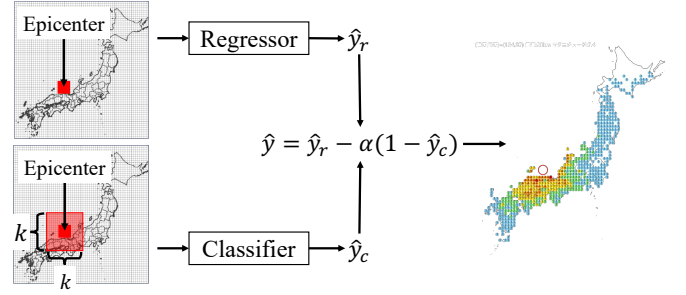 Epicenter
Regressor
ŷ_r
ŷ = ŷ_r − α(1 − ŷ_c)
Epicenter
k
k
Classifier
ŷ_c